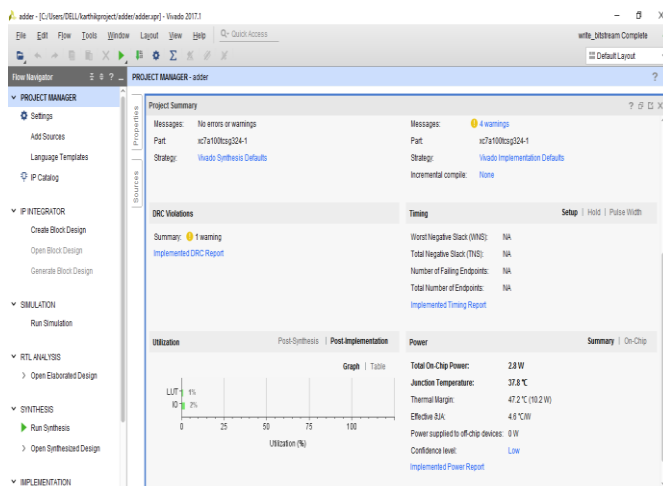 adder - [C:/Users/DELL/karthikproject/adder/adder.xpr] - Vivado 2017.1
File Edit Flow Tools Window Layout View Help Q- Quick Access
write_bitstream Complete
Default Layout
Flow Navigator
PROJECT MANAGER - adder
?
PROJECT MANAGER
Settings
Add Sources
Language Templates
IP Catalog
IP INTEGRATOR
Create Block Design
Open Block Design
Generate Block Design
SIMULATION
Run Simulation
RTL ANALYSIS
Open Elaborated Design
SYNTHESIS
Run Synthesis
Open Synthesized Design
IMPLEMENTATION
Properties
Sources
Project Summary
Messages: No errors or warnings
Part xc7a100tcsg324-1
Strategy: Vivado Synthesis Defaults
Messages: 4 warnings
Part: xc7a100tcsg324-1
Strategy: Vivado Implementation Defaults
Incremental compile: None
DRC Violations
Summary: 1 warning
Implemented DRC Report
Timing Setup | Hold | Pulse Width
Worst Negative Slack (WNS): NA
Total Negative Slack (TNS): NA
Number of Failing Endpoints: NA
Total Number of Endpoints: NA
Implemented Timing Report
Utilization Post-Synthesis | Post-Implementation
Graph | Table
LUT 1%
IO 2%
0 25 50 75 100
Utilization (%)
Power Summary | On-Chip
Total On-Chip Power: 2.8 W
Junction Temperature: 37.8 °C
Thermal Margin: 47.2 °C (10.2 W)
Effective ϑJA: 4.6 °C/W
Power supplied to off-chip devices: 0 W
Confidence level: Low
Implemented Power Report